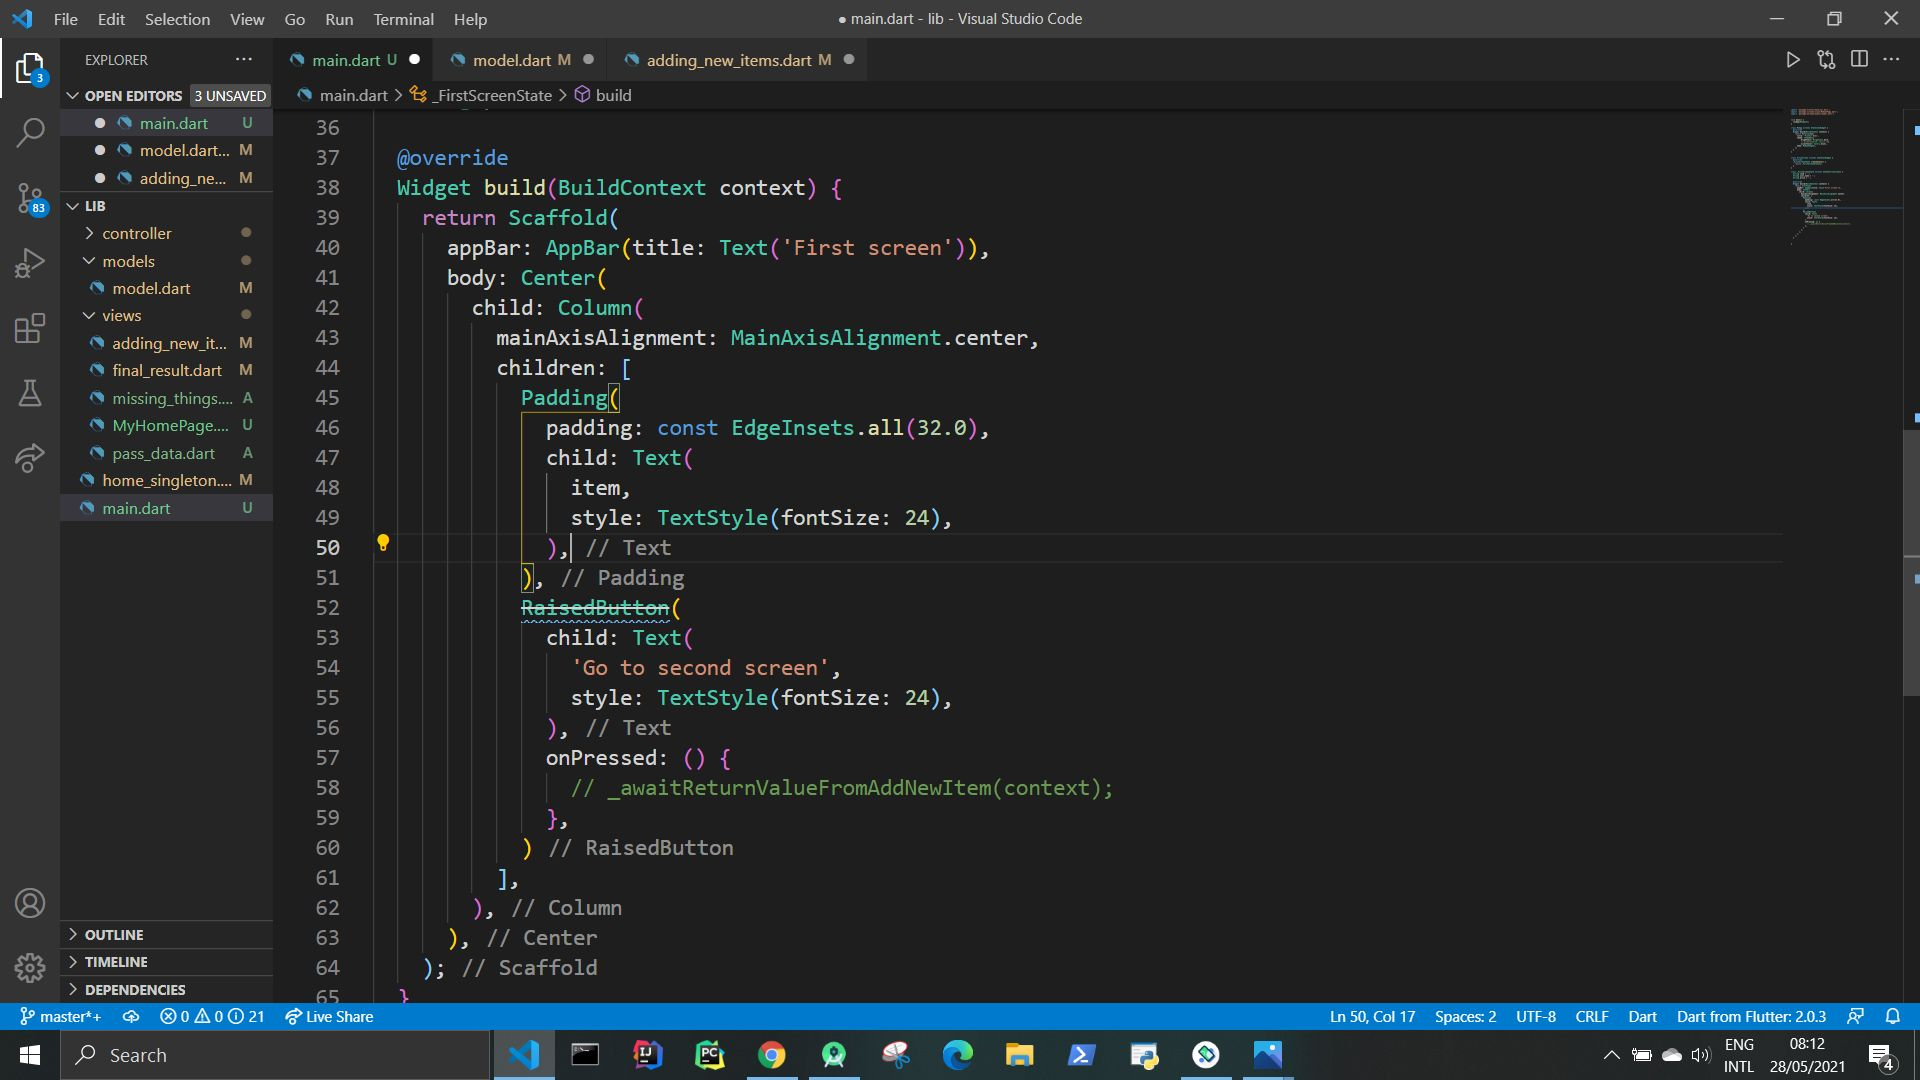 File Edit Selection View Go Run Terminal Help
● main.dart - lib - Visual Studio Code
EXPLORER
main.dart U
model.dart M
adding_new_items.dart M
OPEN EDITORS 3 UNSAVED
main.dart > _FirstScreenState > build
3
main.dart U
model.dart... M
adding_ne... M
83
LIB
controller
models
model.dart M
views
adding_new_it... M
final_result.dart M
missing_things.... A
MyHomePage.... U
pass_data.dart A
home_singleton.... M
main.dart U
OUTLINE
TIMELINE
DEPENDENCIES
36
37 @override
38 Widget build(BuildContext context) {
39 return Scaffold(
40 appBar: AppBar(title: Text('First screen')),
41 body: Center(
42 child: Column(
43 mainAxisAlignment: MainAxisAlignment.center,
44 children: [
45 Padding(
46 padding: const EdgeInsets.all(32.0),
47 child: Text(
48 item,
49 style: TextStyle(fontSize: 24),
50 ), // Text
51 ), // Padding
52 RaisedButton(
53 child: Text(
54 'Go to second screen',
55 style: TextStyle(fontSize: 24),
56 ), // Text
57 onPressed: () {
58 // _awaitReturnValueFromAddNewItem(context);
59 },
60 ) // RaisedButton
61 ],
62 ), // Column
63 ), // Center
64 ); // Scaffold
65 }
master*+ 0 0 21 Live Share
Ln 50, Col 17 Spaces: 2 UTF-8 CRLF Dart Dart from Flutter: 2.0.3
Search
IJ
PC
ENG
INTL
08:12
28/05/2021
4